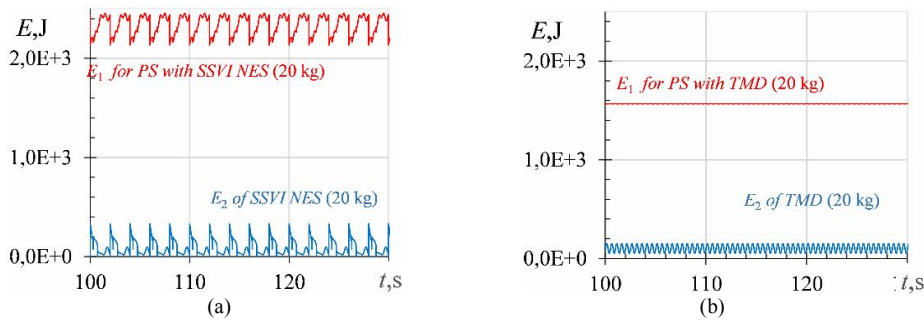 E,J
2,0E+3
E₁ for PS with SSVI NES (20 kg)
1,0E+3
E₂ of SSVI NES (20 kg)
0,0E+0
100 110 120 t,s
(a)
E,J
2,0E+3
E₁ for PS with TMD (20 kg)
1,0E+3
E₂ of TMD (20 kg)
0,0E+0
100 110 120 t,s
(b)